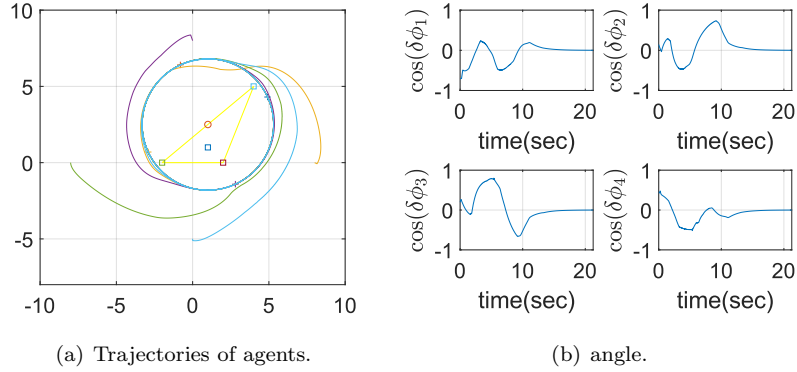 10
5
0
-5
-10 -5 0 5 10
(a) Trajectories of agents.
cos(δϕ₁)
1
0
-1
0 10 20
time(sec)
cos(δϕ₂)
1
0
-1
0 10 20
time(sec)
cos(δϕ₃)
1
0
-1
0 10 20
time(sec)
cos(δϕ₄)
1
0
-1
0 10 20
time(sec)
(b) angle.